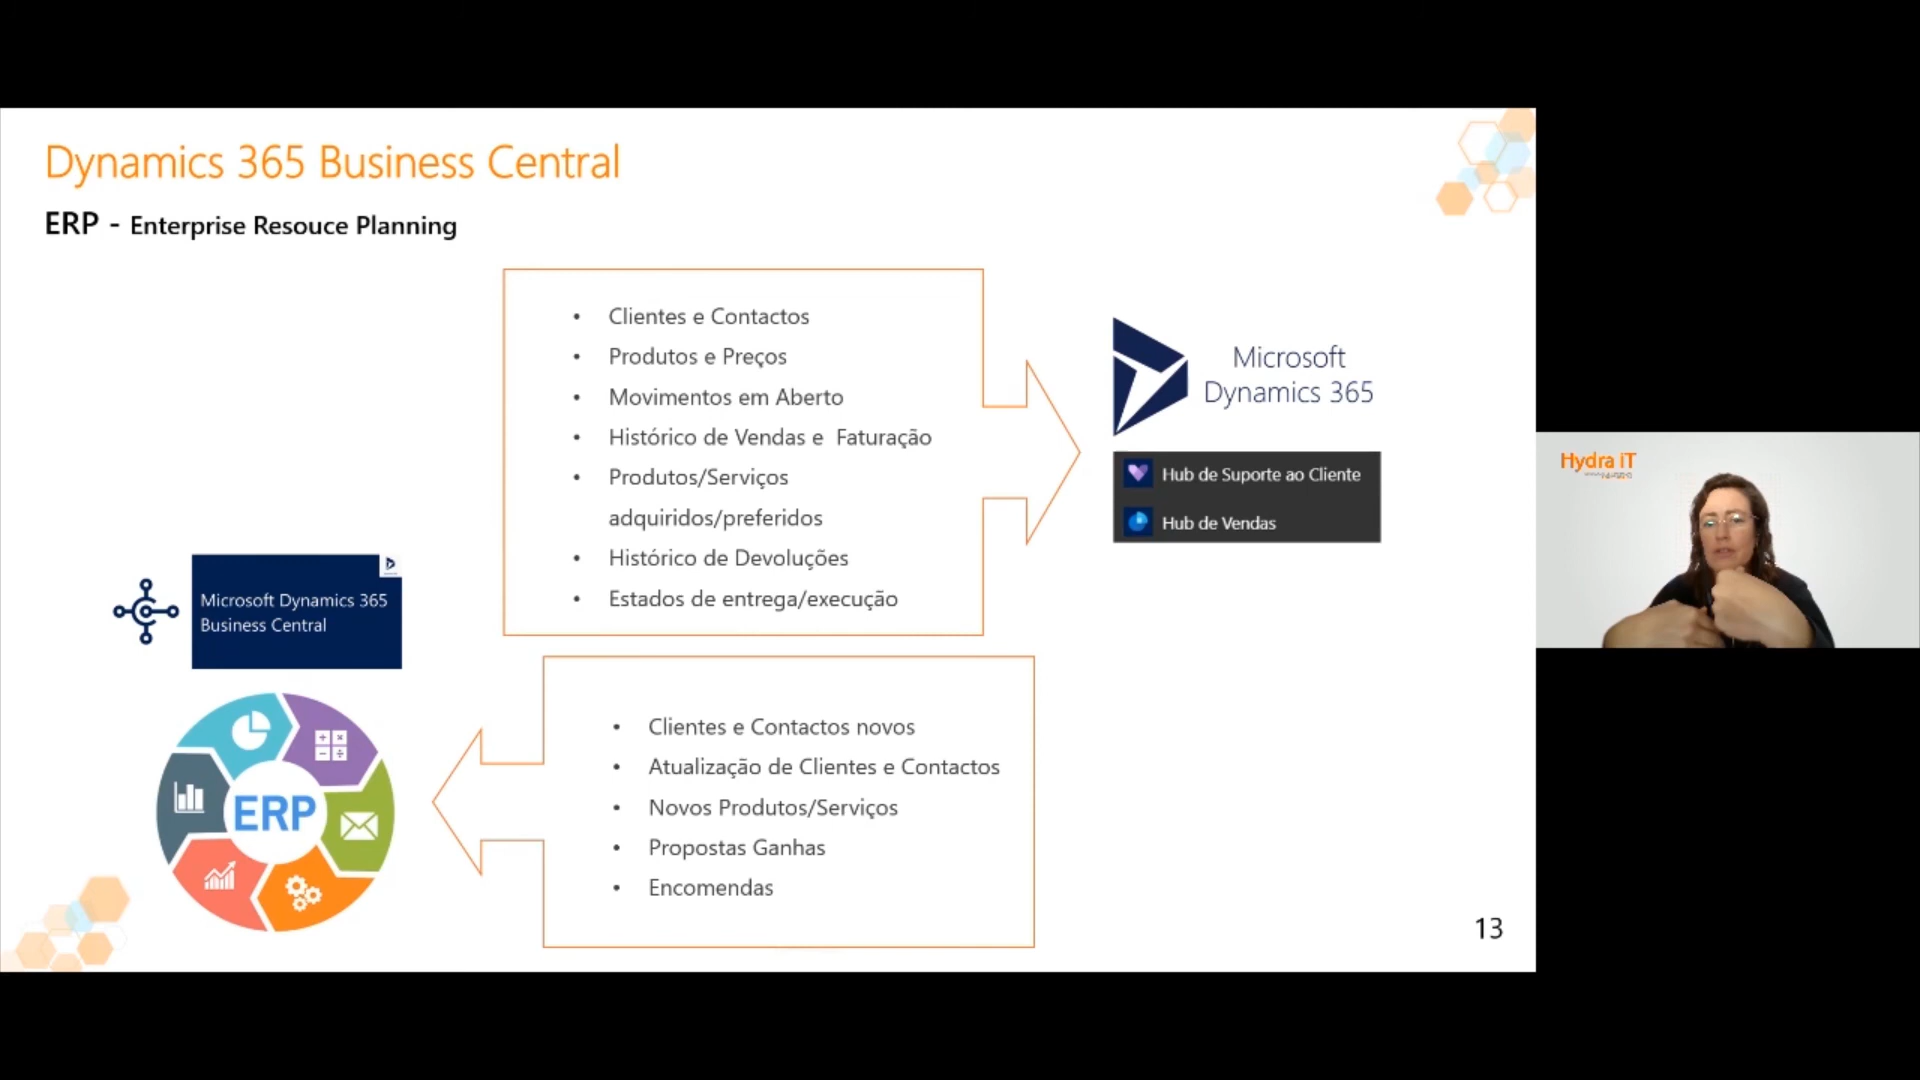 Dynamics 365 Business Central
ERP - Enterprise Resouce Planning
• Clientes e Contactos
• Produtos e Preços
• Movimentos em Aberto
• Histórico de Vendas e Faturação
• Produtos/Serviços
adquiridos/preferidos
• Histórico de Devoluções
• Estados de entrega/execução
Microsoft
Dynamics 365
Hub de Suporte ao Cliente
Hub de Vendas
Hydra iT
Microsoft Dynamics 365
Business Central
ERP
• Clientes e Contactos novos
• Atualização de Clientes e Contactos
• Novos Produtos/Serviços
• Propostas Ganhas
• Encomendas
13